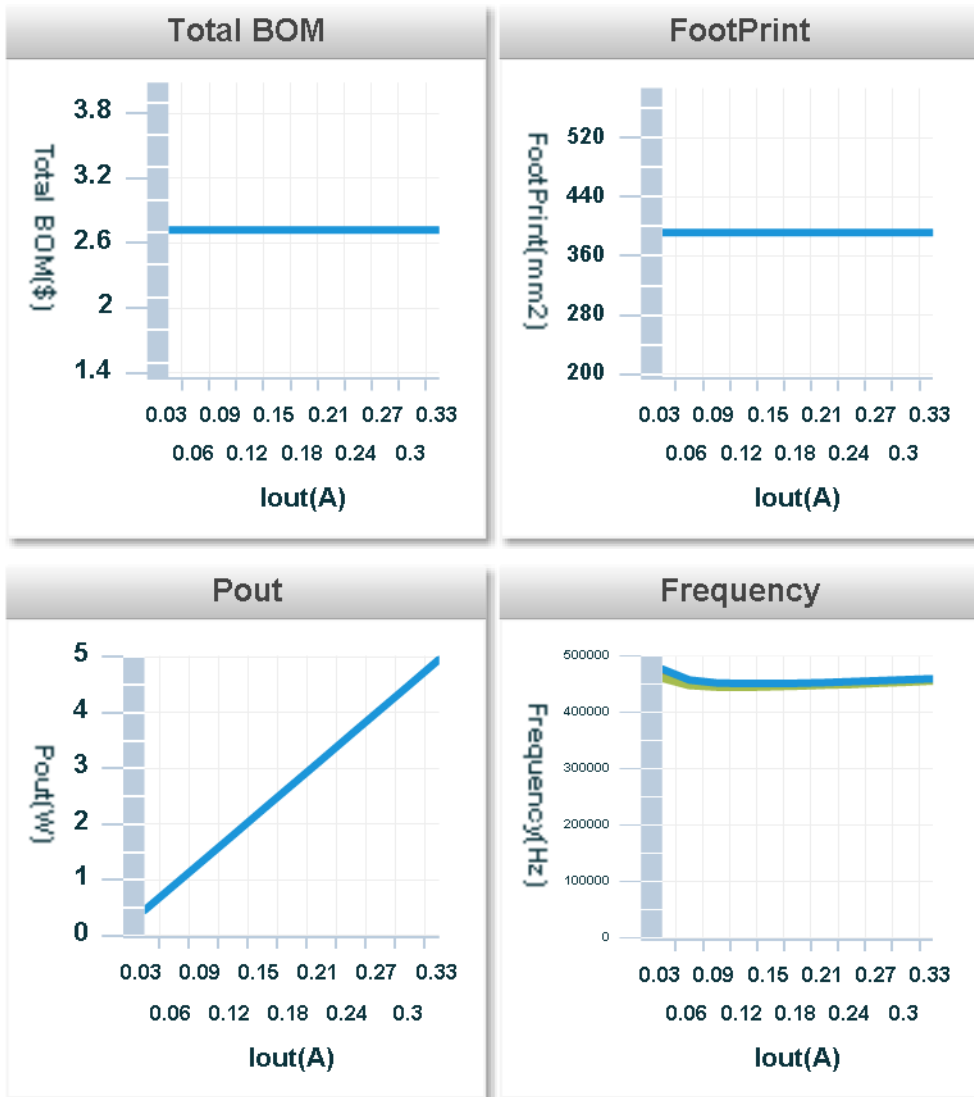 Total BOM
Total BOM($)
3.8
3.2
2.6
2
1.4
0.03 0.09 0.15 0.21 0.27 0.33
0.06 0.12 0.18 0.24 0.3
Iout(A)
FootPrint
FootPrint(mm2)
520
440
360
280
200
0.03 0.09 0.15 0.21 0.27 0.33
0.06 0.12 0.18 0.24 0.3
Iout(A)
Pout
Pout(W)
5
4
3
2
1
0
0.03 0.09 0.15 0.21 0.27 0.33
0.06 0.12 0.18 0.24 0.3
Iout(A)
Frequency
Frequency(Hz)
500000
400000
300000
200000
100000
0
0.03 0.09 0.15 0.21 0.27 0.33
0.06 0.12 0.18 0.24 0.3
Iout(A)